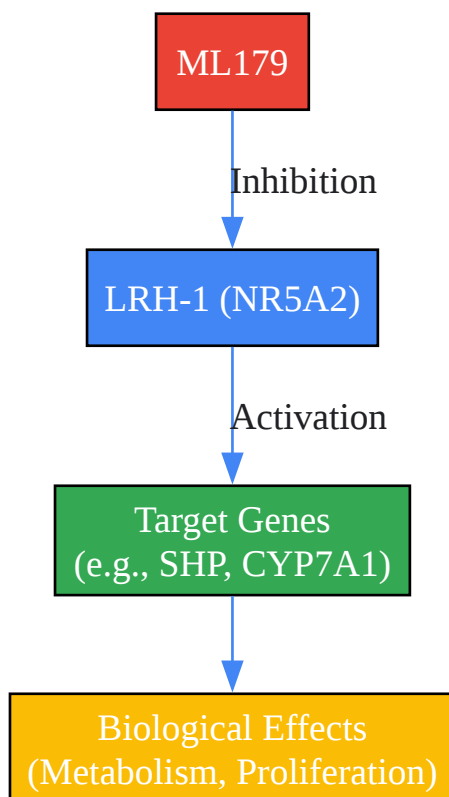 ML179
Inhibition
LRH-1 (NR5A2)
Activation
Target Genes
(e.g., SHP, CYP7A1)
Biological Effects
(Metabolism, Proliferation)